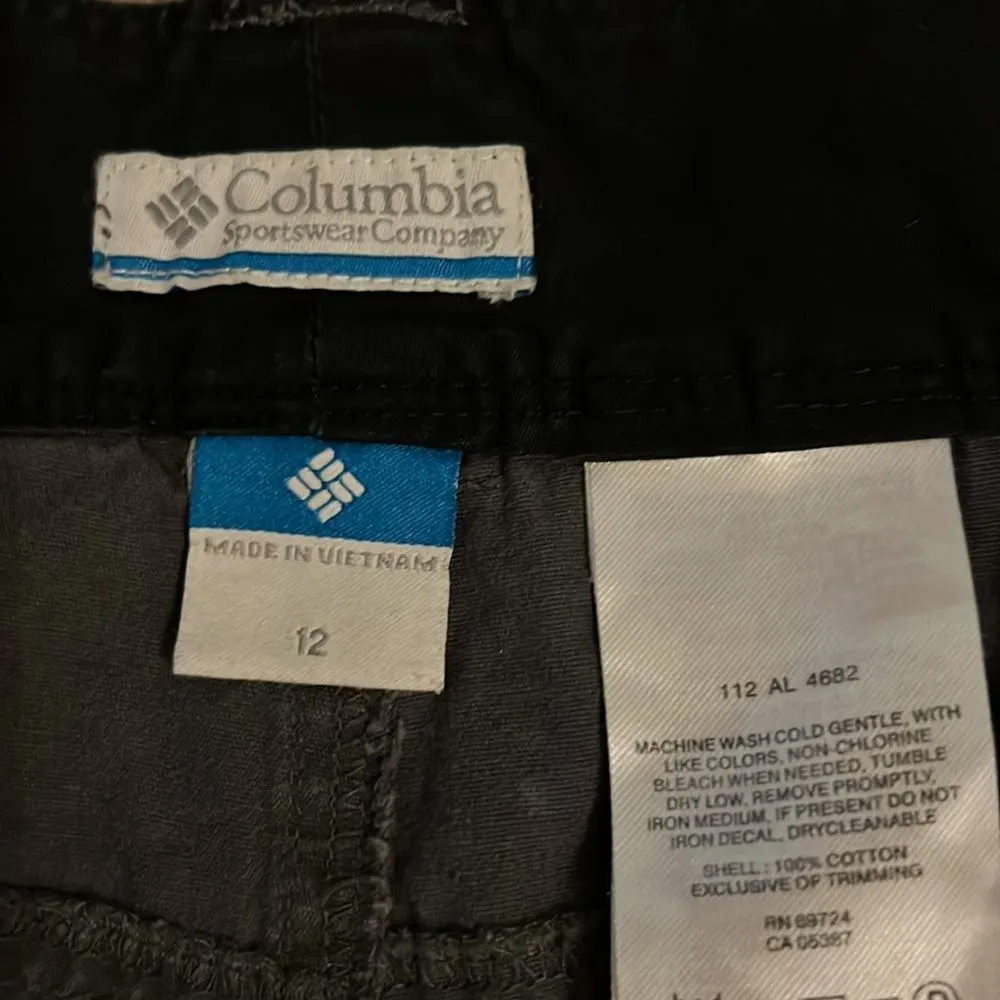 Columbia
Sportswear Company
MADE IN VIETNAM
12
112 AL 4682
MACHINE WASH COLD GENTLE, WITH
LIKE COLORS, NON-CHLORINE
BLEACH WHEN NEEDED, TUMBLE
DRY LOW, REMOVE PROMPTLY,
IRON MEDIUM, IF PRESENT DO NOT
IRON DECAL, DRYCLEANABLE
SHELL : 100% COTTON
EXCLUSIVE OF TRIMMING
RN 69724
CA 05387